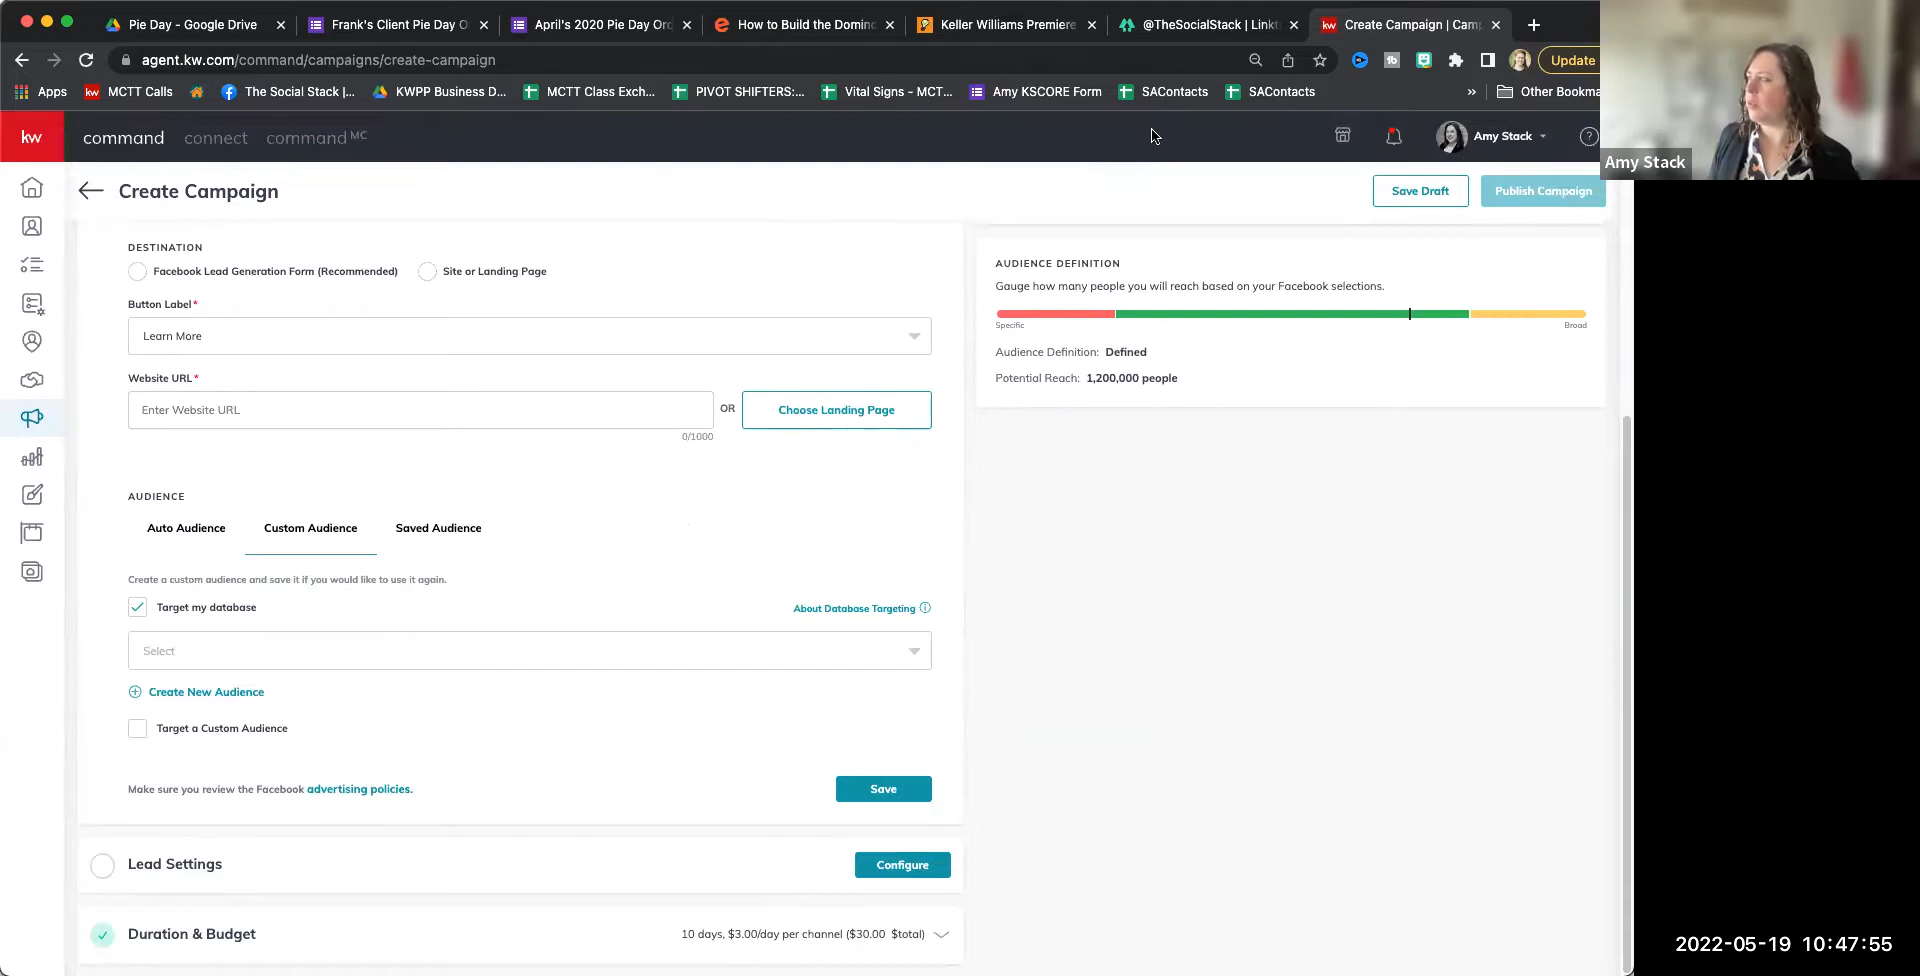 Pie Day - Google Drive
Frank's Client Pie Day O
April's 2020 Pie Day Ord
How to Build the Domino
Keller Williams Premiere
@TheSocialStack | Linkt
Create Campaign | Cam
agent.kw.com/command/campaigns/create-campaign
Update
Apps
kw MCTT Calls
The Social Stack |...
KWPP Business D...
MCTT Class Exch...
PIVOT SHIFTERS:...
Vital Signs - MCT...
Amy KSCORE Form
SAContacts
SAContacts
»
Other Bookma
kw
command connect command MC
Amy Stack
?
Amy Stack
Create Campaign
Save Draft
Publish Campaign
DESTINATION
Facebook Lead Generation Form (Recommended) Site or Landing Page
Button Label*
Learn More
Website URL*
Enter Website URL
OR
Choose Landing Page
0/1000
AUDIENCE
Auto Audience Custom Audience Saved Audience
Create a custom audience and save it if you would like to use it again.
Target my database
About Database Targeting
Select
Create New Audience
Target a Custom Audience
Make sure you review the Facebook advertising policies.
Save
Lead Settings
Configure
Duration & Budget
10 days, $3.00/day per channel ($30.00 $total)
AUDIENCE DEFINITION
Gauge how many people you will reach based on your Facebook selections.
Specific Broad
Audience Definition: Defined
Potential Reach: 1,200,000 people
2022-05-19 10:47:55